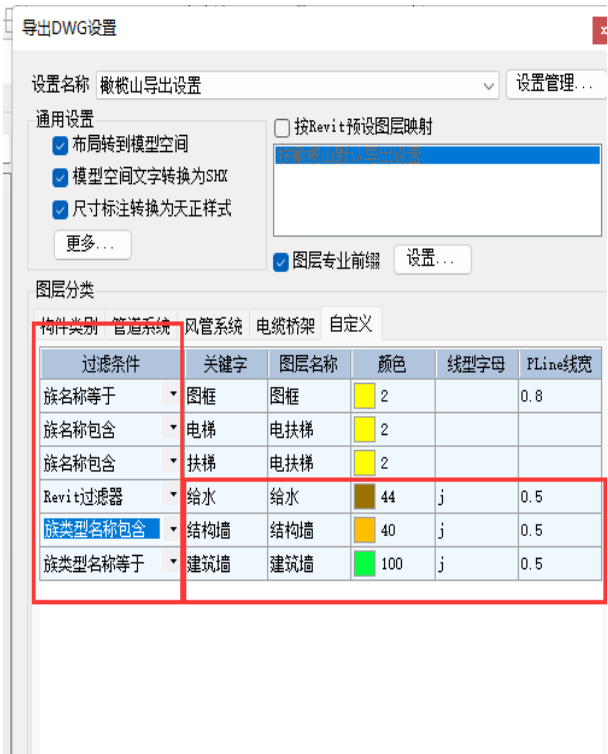 导出DWG设置
x
设置名称 橄榄山导出设置 设置管理...
通用设置
布局转到模型空间
模型空间文字转换为SHX
尺寸标注转换为天正样式
更多...
按Revit预设图层映射
按橄榄山默认导出设置
图层专业前缀 设置...
图层分类
构件类别 管道系统 风管系统 电缆桥架 自定义
过滤条件 关键字 图层名称 颜色 线型字母 PLine线宽
族名称等于 图框 图框 2 0.8
族名称包含 电梯 电扶梯 2
族名称包含 扶梯 电扶梯 2
Revit过滤器 给水 给水 44 j 0.5
族类型名称包含 结构墙 结构墙 40 j 0.5
族类型名称等于 建筑墙 建筑墙 100 j 0.5